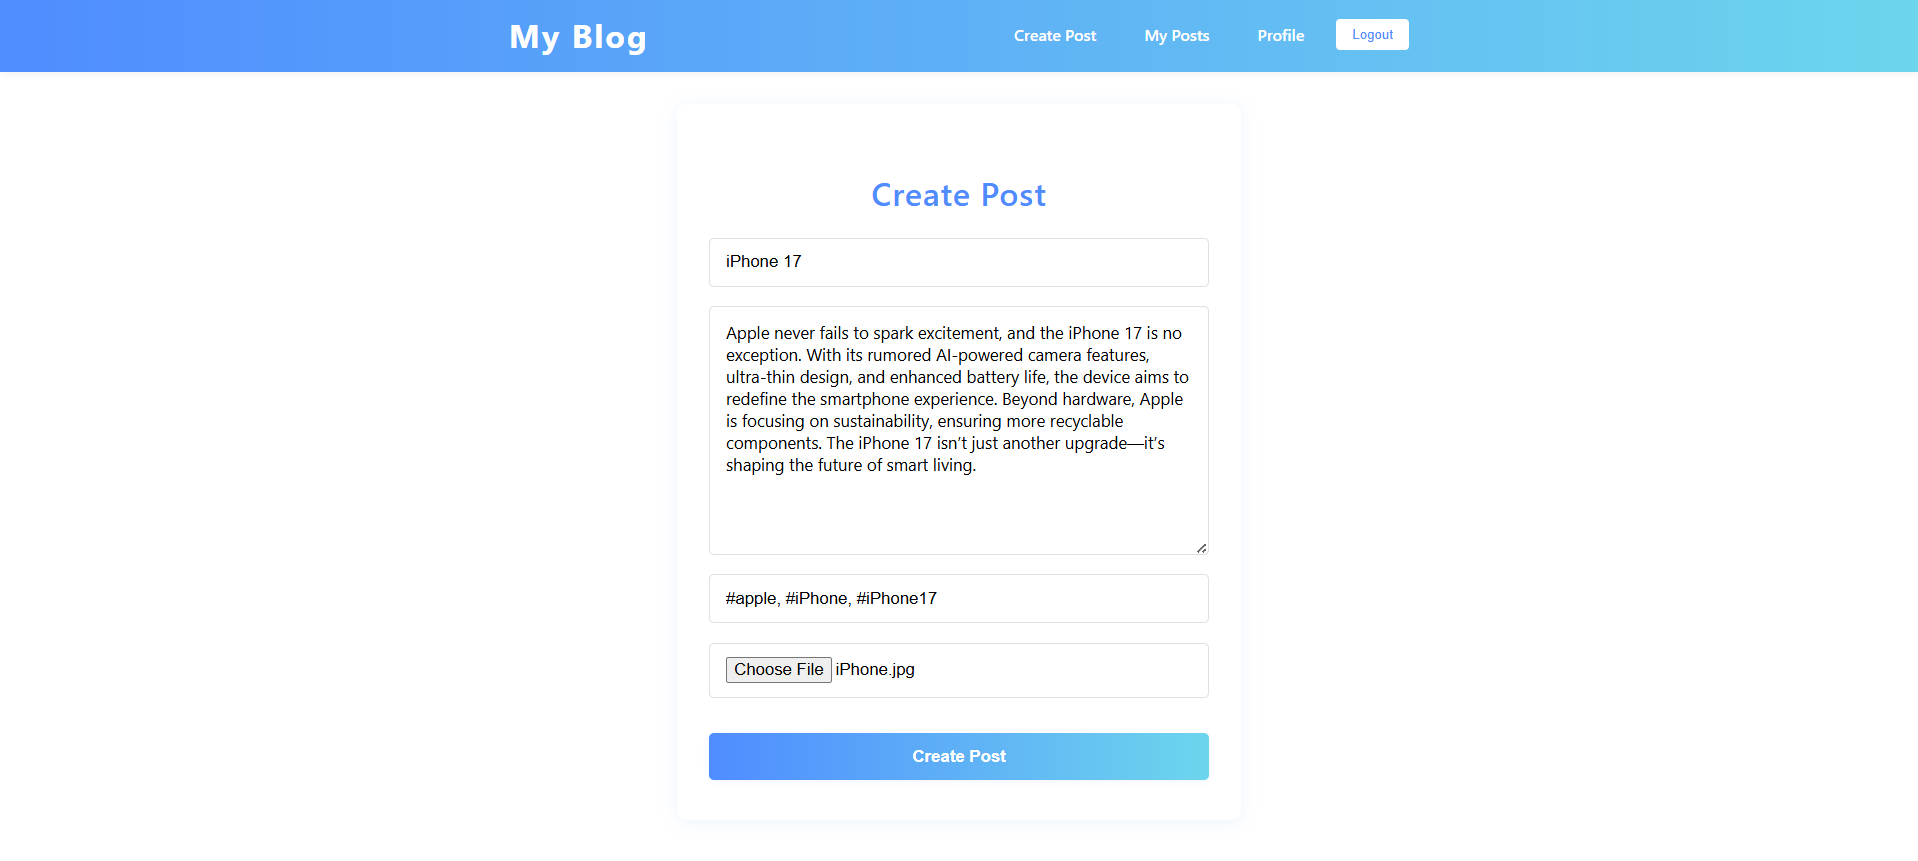 My Blog
Create Post
My Posts
Profile
Logout
Create Post
iPhone 17
Apple never fails to spark excitement, and the iPhone 17 is no
exception. With its rumored AI-powered camera features,
ultra-thin design, and enhanced battery life, the device aims to
redefine the smartphone experience. Beyond hardware, Apple
is focusing on sustainability, ensuring more recyclable
components. The iPhone 17 isn’t just another upgrade—it’s
shaping the future of smart living.
#apple, #iPhone, #iPhone17
Choose File iPhone.jpg
Create Post